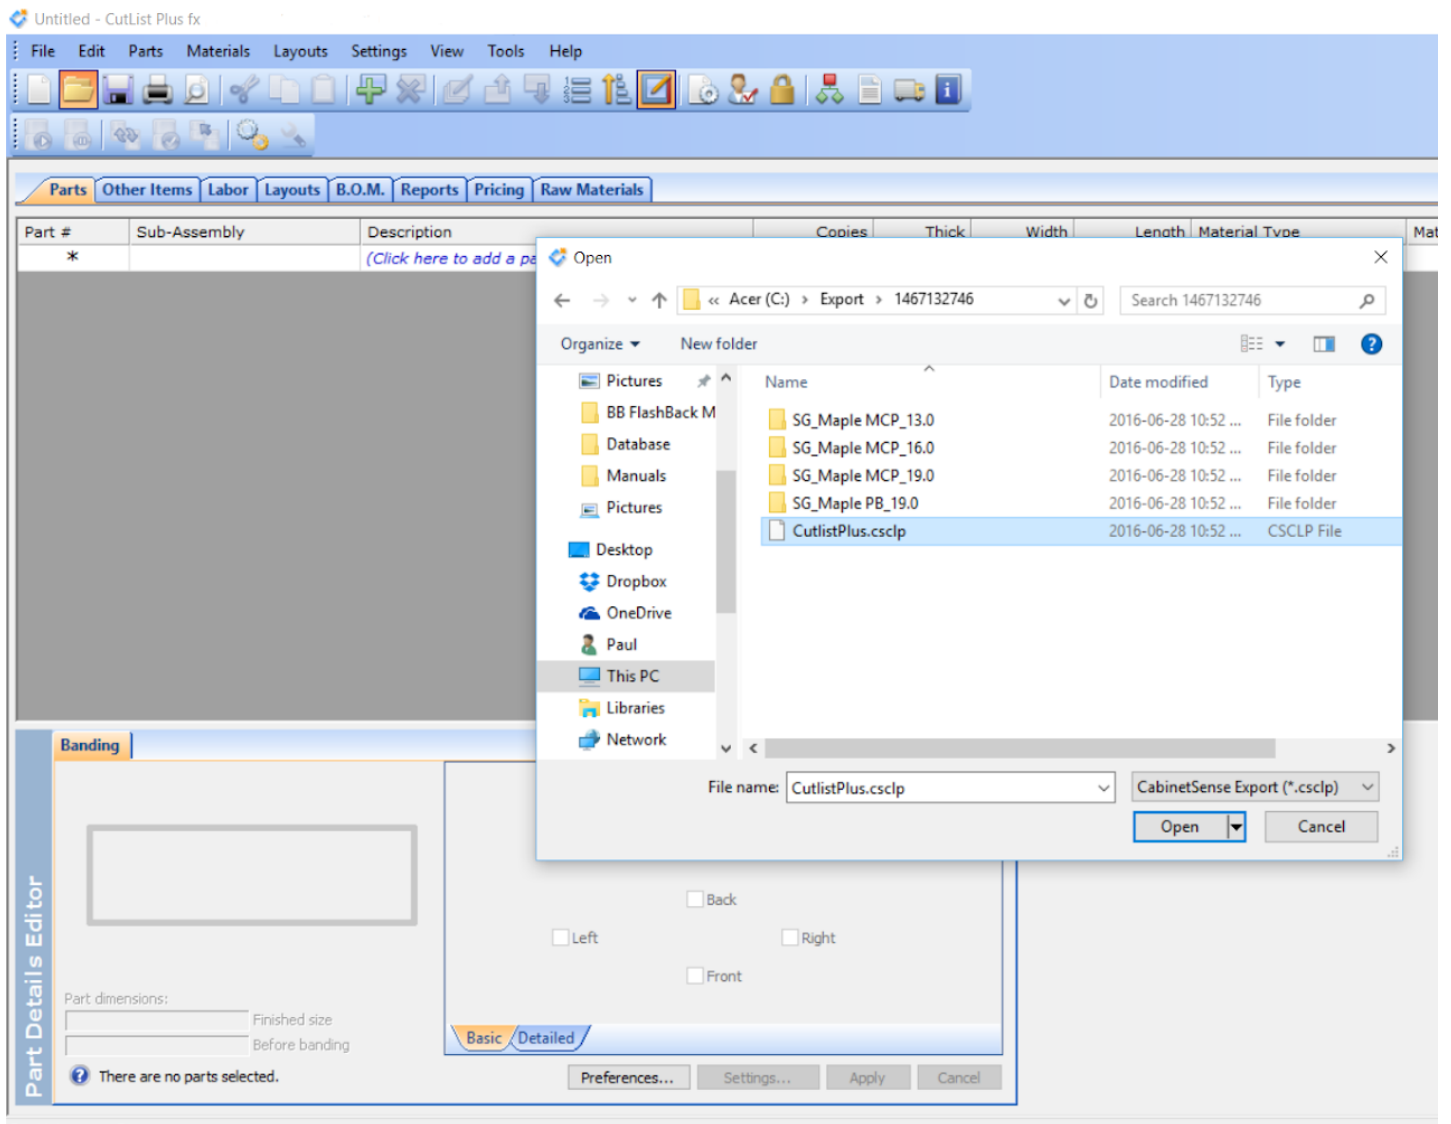 Untitled - CutList Plus fx
File Edit Parts Materials Layouts Settings View Tools Help
Parts Other Items Labor Layouts B.O.M. Reports Pricing Raw Materials
Part # Sub-Assembly Description Copies Thick Width Length Material Type Mat
* (Click here to add a pa
Open
« Acer (C:) > Export > 1467132746 Search 1467132746
Organize New folder
Name Date modified Type
Pictures
BB FlashBack M
Database
Manuals
Pictures
Desktop
Dropbox
OneDrive
Paul
This PC
Libraries
Network
SG_Maple MCP_13.0 2016-06-28 10:52 ... File folder
SG_Maple MCP_16.0 2016-06-28 10:52 ... File folder
SG_Maple MCP_19.0 2016-06-28 10:52 ... File folder
SG_Maple PB_19.0 2016-06-28 10:52 ... File folder
CutlistPlus.csclp 2016-06-28 10:52 ... CSCLP File
File name: CutlistPlus.csclp CabinetSense Export (*.csclp)
Open Cancel
Banding
Back
Left Right
Front
Part Details Editor
Part dimensions:
Finished size
Before banding
Basic Detailed
There are no parts selected.
Preferences... Settings... Apply Cancel